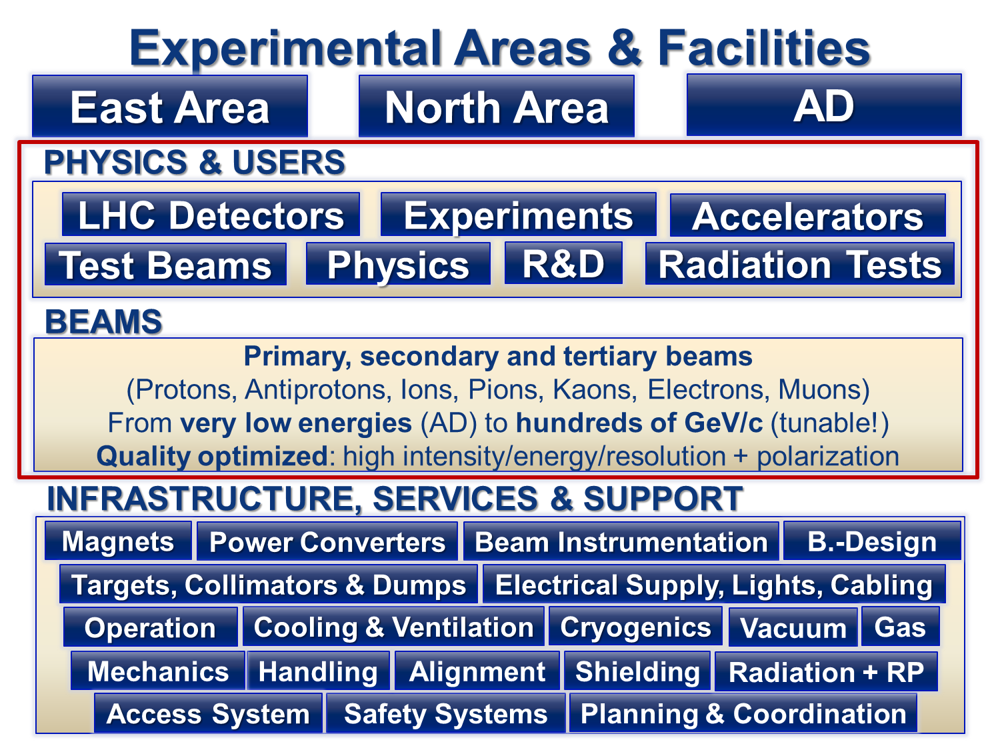 Experimental Areas & Facilities
East Area North Area AD
PHYSICS & USERS
LHC Detectors Experiments Accelerators
Test Beams Physics R&D Radiation Tests
BEAMS
Primary, secondary and tertiary beams
(Protons, Antiprotons, Ions, Pions, Kaons, Electrons, Muons)
From very low energies (AD) to hundreds of GeV/c (tunable!)
Quality optimized: high intensity/energy/resolution + polarization
INFRASTRUCTURE, SERVICES & SUPPORT
Magnets Power Converters Beam Instrumentation B.-Design
Targets, Collimators & Dumps Electrical Supply, Lights, Cabling
Operation Cooling & Ventilation Cryogenics Vacuum Gas
Mechanics Handling Alignment Shielding Radiation + RP
Access System Safety Systems Planning & Coordination